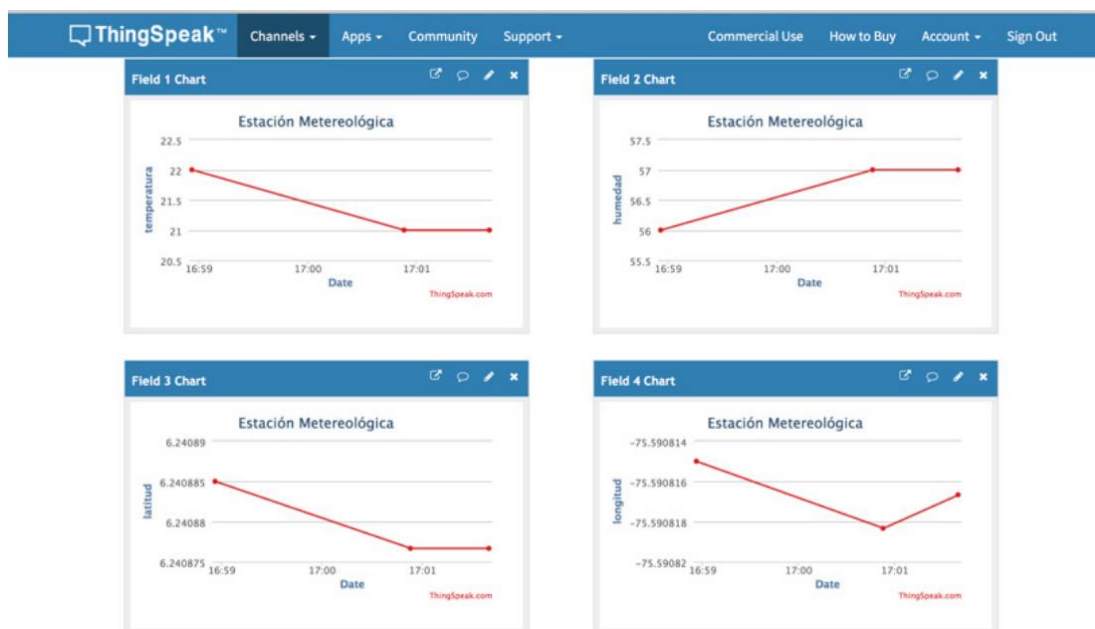 ThingSpeak™ Channels Apps Community Support Commercial Use How to Buy Account Sign Out
Field 1 Chart
Estación Metereológica
temperatura
22.5
22
21.5
21
20.5
16:59 17:00 17:01
Date
ThingSpeak.com
Field 2 Chart
Estación Metereológica
humedad
57.5
57
56.5
56
55.5
16:59 17:00 17:01
Date
ThingSpeak.com
Field 3 Chart
Estación Metereológica
latitud
6.24089
6.240885
6.24088
6.240875
16:59 17:00 17:01
Date
ThingSpeak.com
Field 4 Chart
Estación Metereológica
longitud
-75.590814
-75.590816
-75.590818
-75.59082
16:59 17:00 17:01
Date
ThingSpeak.com